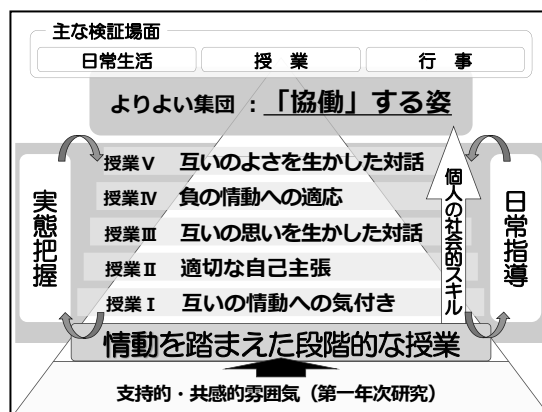 主な検証場面
日常生活 授 業 行 事
よりよい集団 : 「協働」する姿
授業Ⅴ 互いのよさを生かした対話
授業Ⅳ 負の情動への適応
授業Ⅲ 互いの思いを生かした対話
授業Ⅱ 適切な自己主張
授業Ⅰ 互いの情動への気付き
実態把握
個人の社会的スキル
日常指導
情動を踏まえた段階的な授業
支持的・共感的雰囲気（第一年次研究）